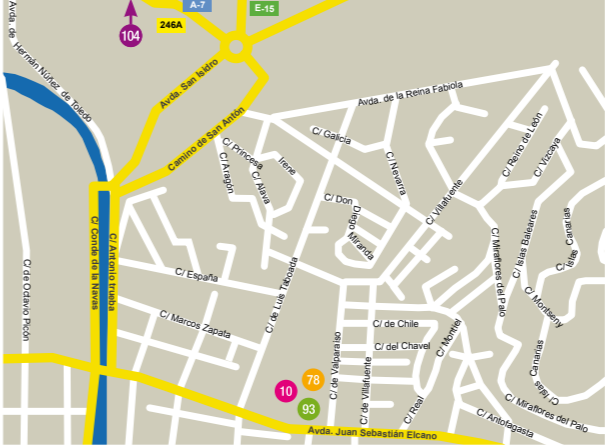 A-7
E-15
246A
104
Avda. de
Hermán Núñez de Toledo
Avda. San Isidro
Camino de San Antón
Avda. de la Reina Fabiola
C/ Galicia
C/ Princesa
Irene
C/ Aragón
C/ Alava
C/ Nevarra
C/ Reino de León
C/ Vizcaya
C/ Don
Diego
Miranda
C/ Villafuente
C/ Miraflores del Palo
C/ Islas Baleares
C/ Islas
Canarias
C/ Conde de la Navas
C/ Antonio trueba
C/ de Octavio Picón
C/ España
C/ de Luis Taboada
C/ Marcos Zapata
C/ Montseny
C/ de Valparaiso
C/ de Villafuente
C/ de Chile
C/ del Chavel
C/ Montiel
C/ Real
Canarias
C/ Islas
C/ Miraflores del Palo
C/ Antofagasta
78
10
93
Avda. Juan Sebastián Elcano